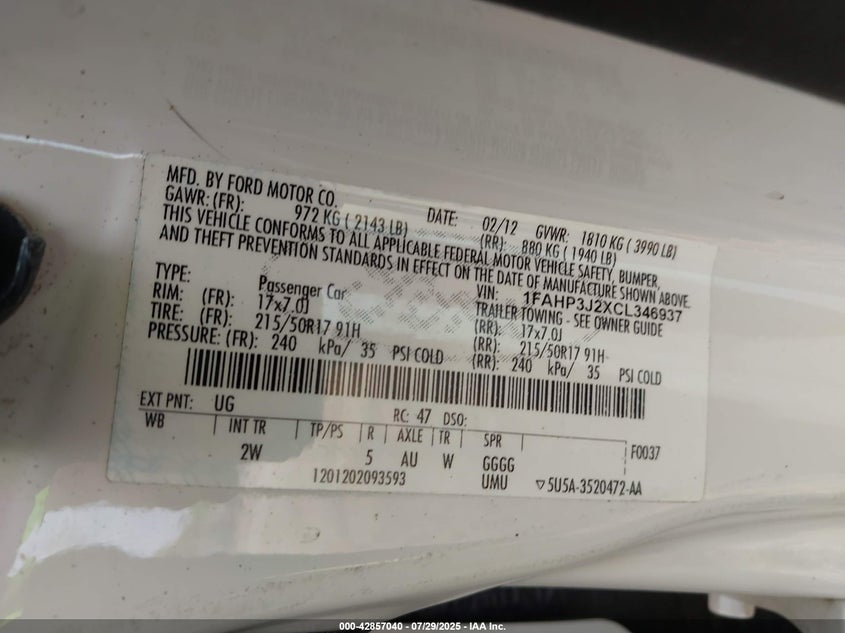 MFD. BY FORD MOTOR CO.
DATE: 02/12 GVWR: 1810 KG ( 3990 LB)
GAWR: (FR): 972 KG ( 2143 LB) (RR): 880 KG ( 1940 LB)
THIS VEHICLE CONFORMS TO ALL APPLICABLE FEDERAL MOTOR VEHICLE SAFETY, BUMPER,
AND THEFT PREVENTION STANDARDS IN EFFECT ON THE DATE OF MANUFACTURE SHOWN ABOVE.
VIN: 1FAHP3J2XCL346937
TYPE: Passenger Car TRAILER TOWING - SEE OWNER GUIDE
RIM: (FR): 17x7.0J (RR): 17x7.0J
TIRE: (FR): 215/50R17 91H (RR): 215/50R17 91H
PRESSURE: (FR): 240 kPa/ 35 PSI COLD (RR): 240 kPa/ 35 PSI COLD
EXT PNT: UG RC: 47 DSO:
WB INT TR TP/PS R AXLE TR SPR F0037
2W 5 AU W GGGG
1201202093593 UMU ▽5U5A-3520472-AA
000-42857040 - 07/29/2025 - IAA Inc.